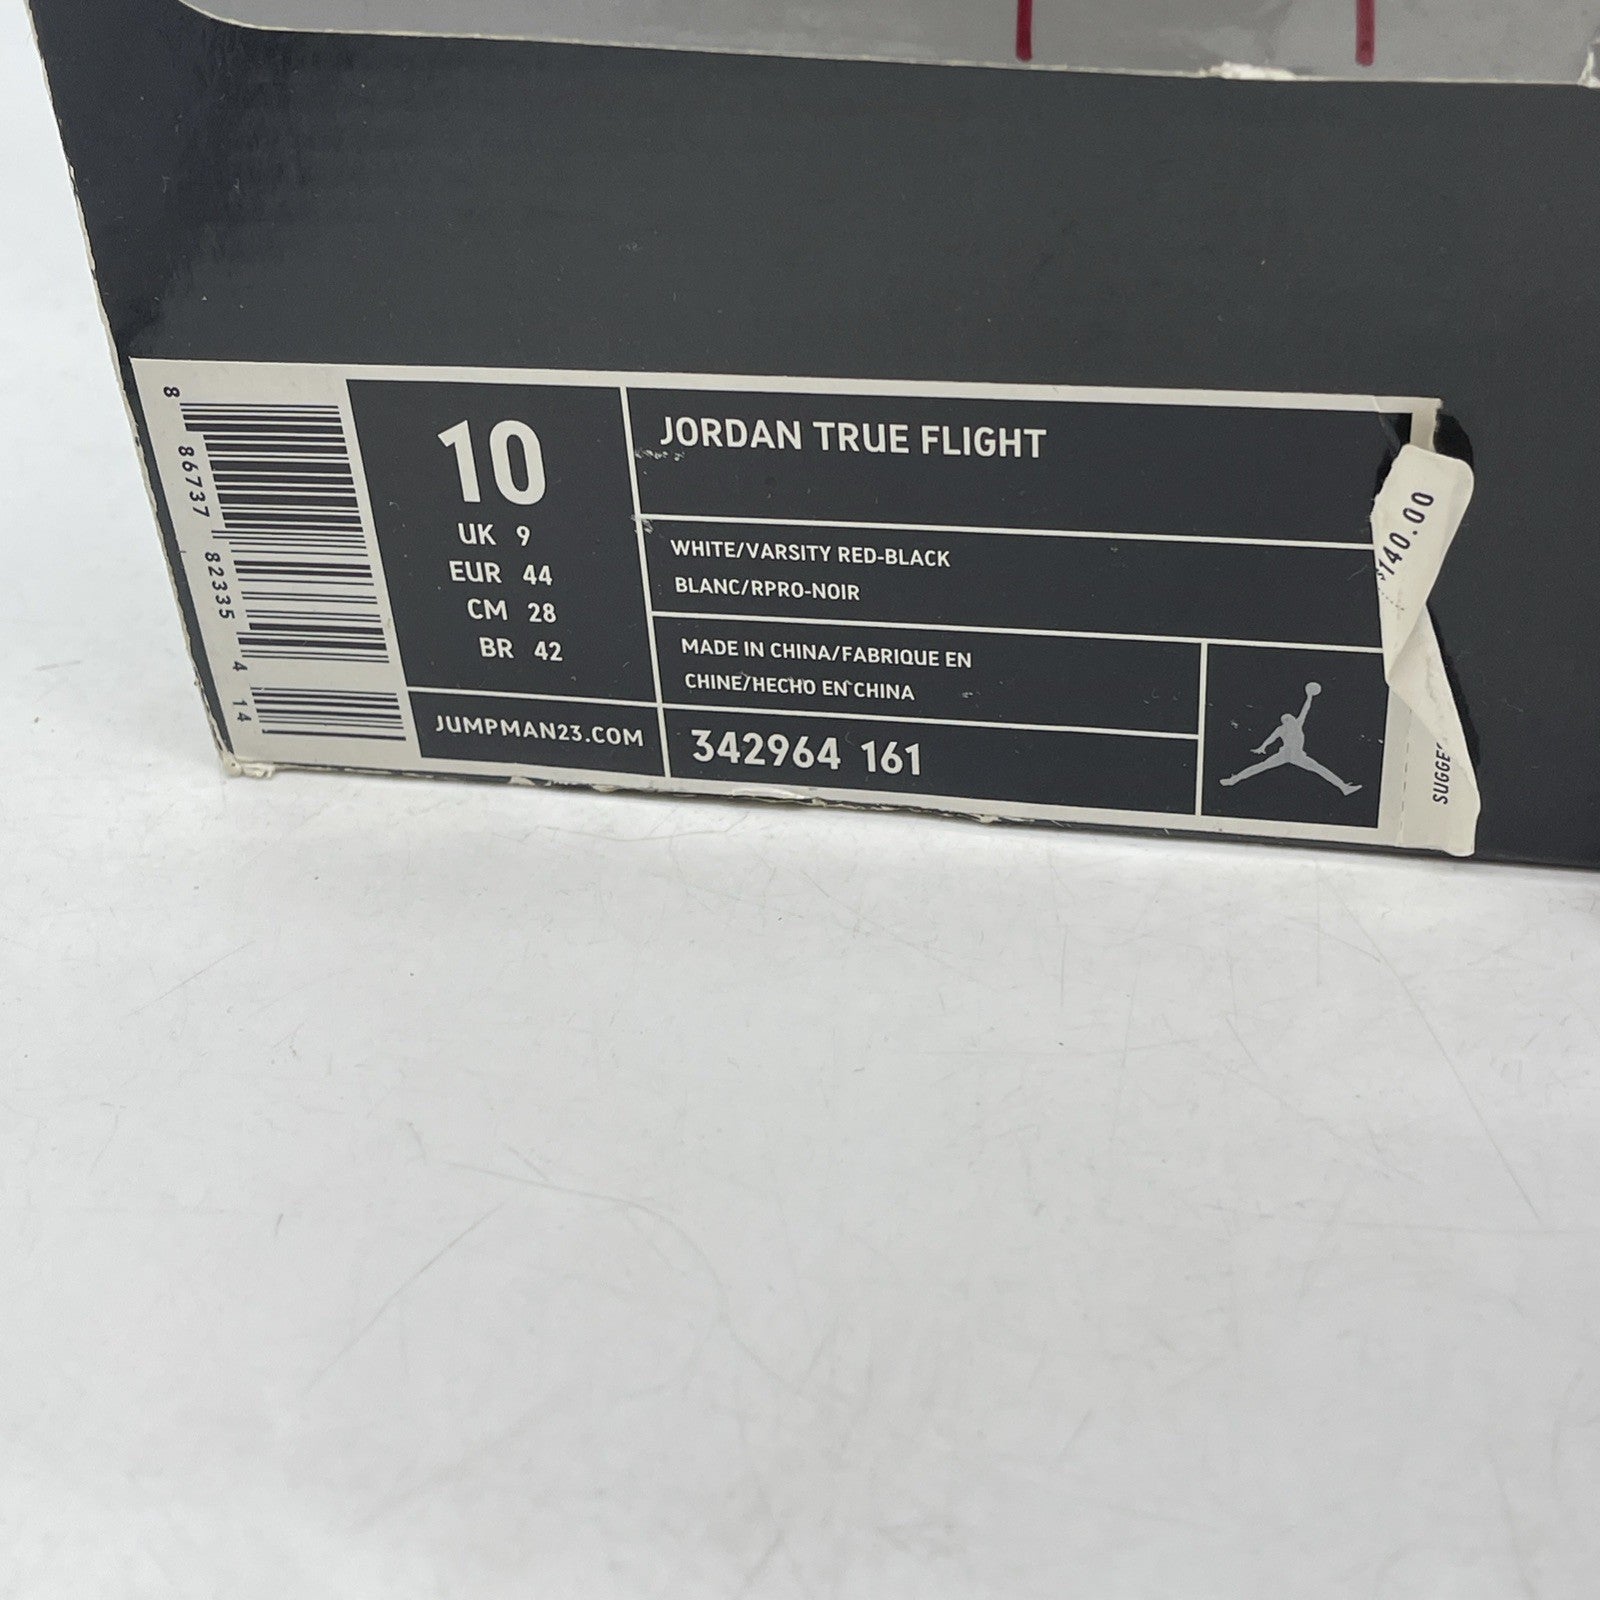 8 86737 82335 4 14
10
UK 9
EUR 44
CM 28
BR 42
JUMPMAN23.COM
JORDAN TRUE FLIGHT
WHITE/VARSITY RED-BLACK
BLANC/RPRO-NOIR
MADE IN CHINA/FABRIQUE EN
CHINE/HECHO EN CHINA
342964 161
$140.00